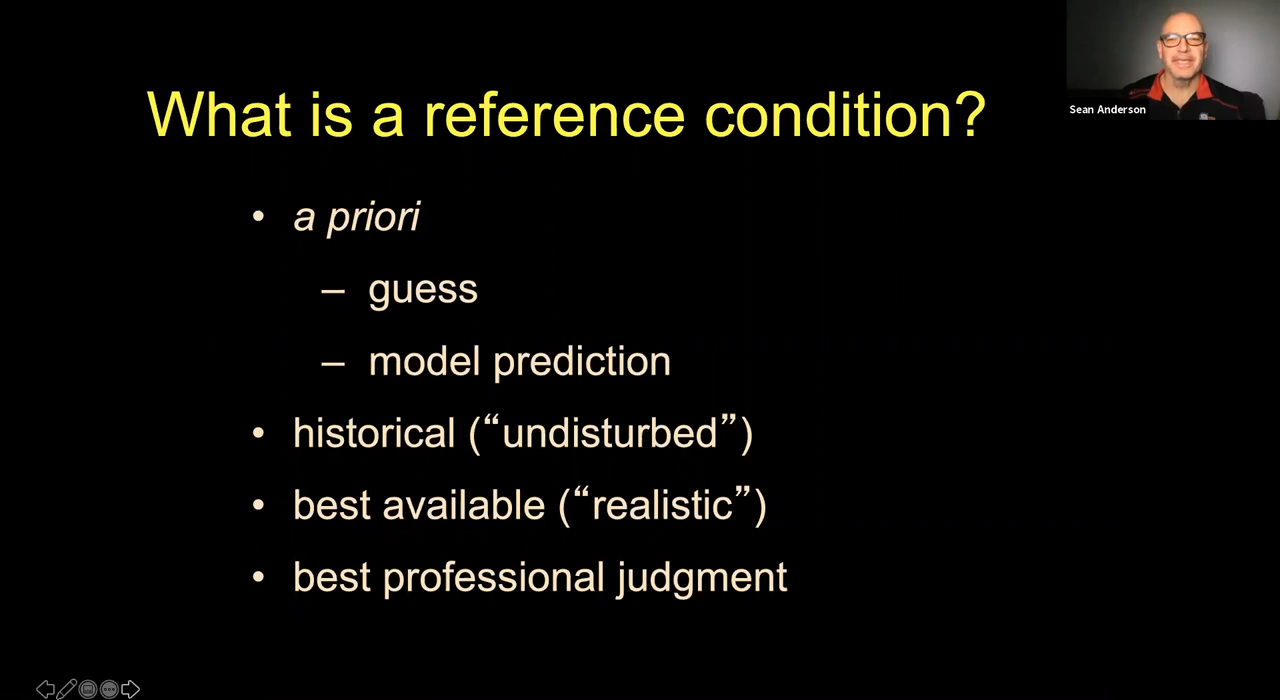 What is a reference condition?
Sean Anderson
• a priori
– guess
– model prediction
• historical (“undisturbed”)
• best available (“realistic”)
• best professional judgment